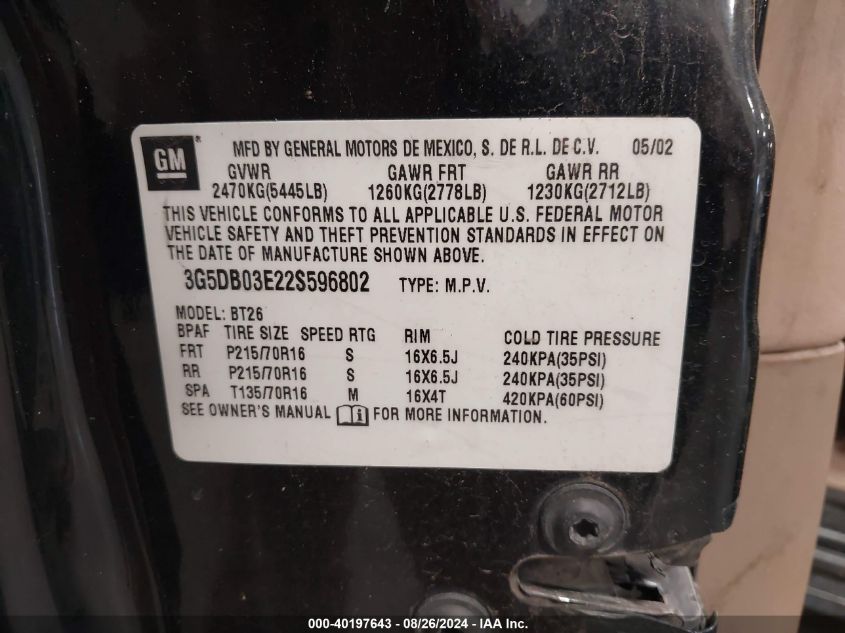 GM ® MFD BY GENERAL MOTORS DE MEXICO, S. DE R.L. DE C.V. 05/02
GVWR GAWR FRT GAWR RR
2470KG(5445LB) 1260KG(2778LB) 1230KG(2712LB)
THIS VEHICLE CONFORMS TO ALL APPLICABLE U.S. FEDERAL MOTOR
VEHICLE SAFETY AND THEFT PREVENTION STANDARDS IN EFFECT ON
THE DATE OF MANUFACTURE SHOWN ABOVE.
3G5DB03E22S596802 TYPE: M.P.V.
MODEL: BT26
BPAF TIRE SIZE SPEED RTG RIM COLD TIRE PRESSURE
FRT P215/70R16 S 16X6.5J 240KPA(35PSI)
RR P215/70R16 S 16X6.5J 240KPA(35PSI)
SPA T135/70R16 M 16X4T 420KPA(60PSI)
SEE OWNER'S MANUAL i FOR MORE INFORMATION.
000-40197643 - 08/26/2024 - IAA Inc.